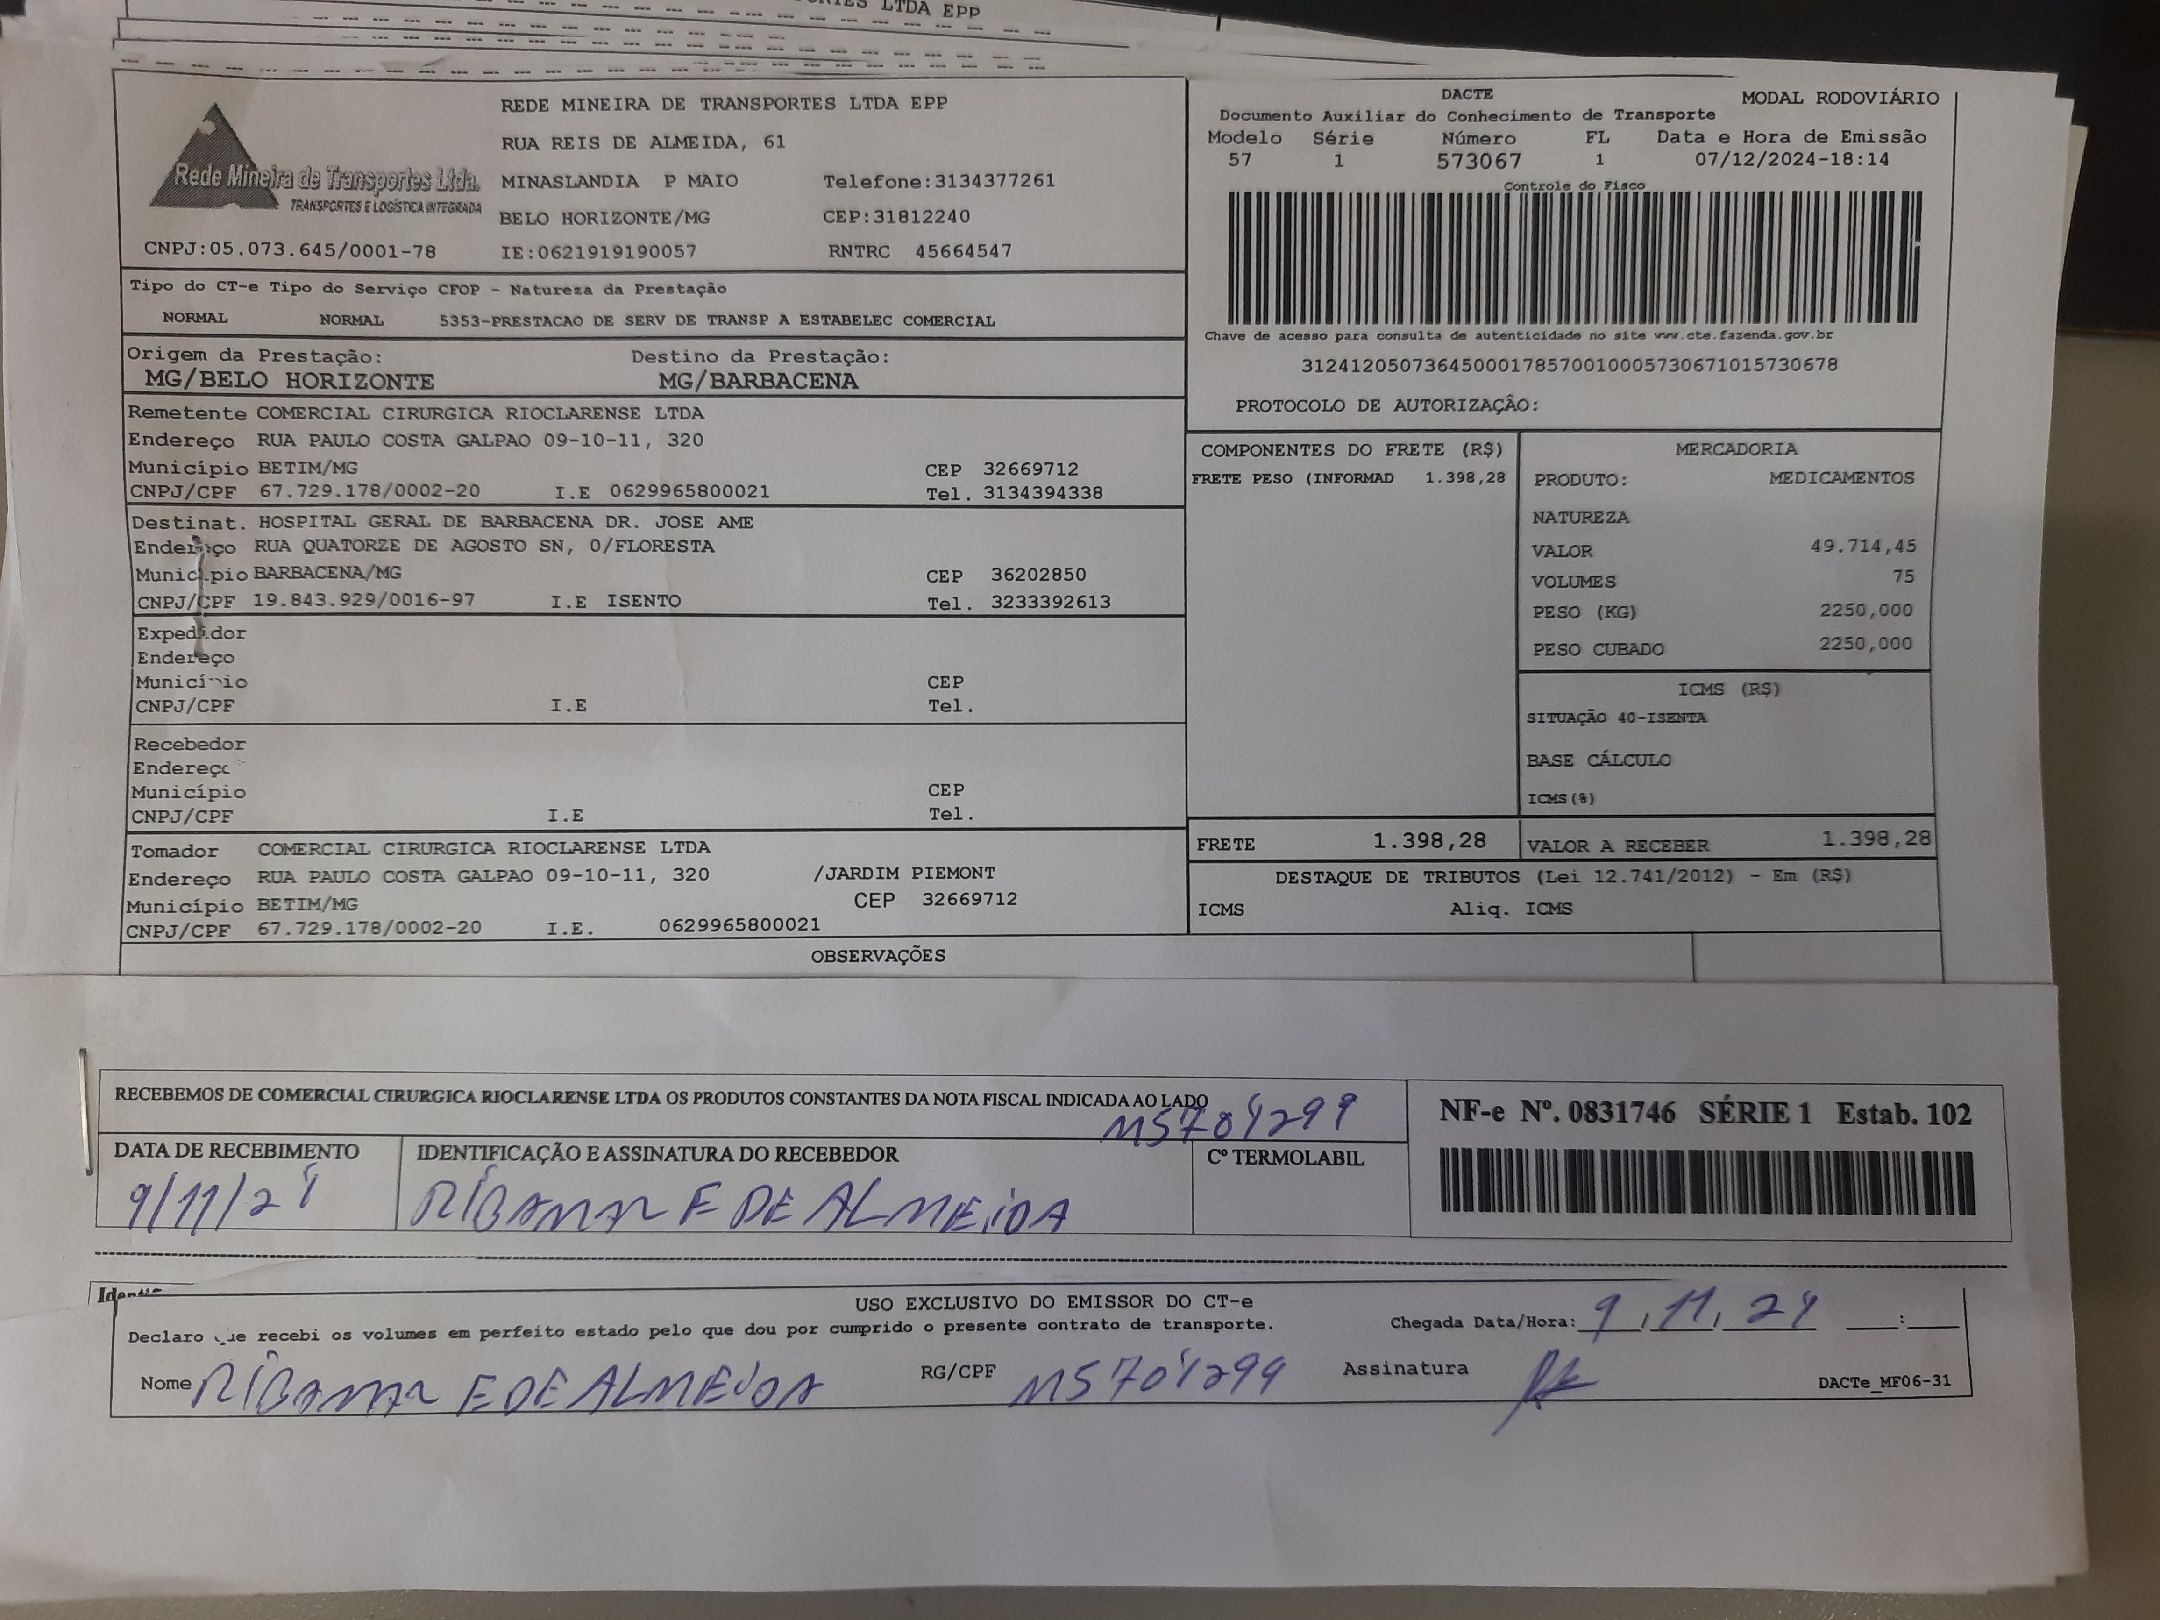 RTES LTDA EPP
REDE MINEIRA DE TRANSPORTES LTDA EPP
RUA REIS DE ALMEIDA, 61
Rede Mineira de Transportes Ltda.
TRANSPORTES E LOGÍSTICA INTEGRADA
MINASLANDIA P MAIO Telefone:3134377261
BELO HORIZONTE/MG CEP:31812240
CNPJ:05.073.645/0001-78 IE:0621919190057 RNTRC 45664547
DACTE MODAL RODOVIÁRIO
Documento Auxiliar do Conhecimento de Transporte
Modelo Série Número FL Data e Hora de Emissão
57 1 573067 1 07/12/2024-18:14
Controle do Fisco
Chave de acesso para consulta de autenticidade no site www.cte.fazenda.gov.br
31241205073645000178570010005730671015730678
PROTOCOLO DE AUTORIZAÇÃO:
Tipo do CT-e Tipo do Serviço CFOP - Natureza da Prestação
NORMAL NORMAL 5353-PRESTACAO DE SERV DE TRANSP A ESTABELEC COMERCIAL
Origem da Prestação: Destino da Prestação:
MG/BELO HORIZONTE MG/BARBACENA
Remetente COMERCIAL CIRURGICA RIOCLARENSE LTDA
Endereço RUA PAULO COSTA GALPAO 09-10-11, 320
Município BETIM/MG CEP 32669712
CNPJ/CPF 67.729.178/0002-20 I.E 0629965800021 Tel. 3134394338
Destinat. HOSPITAL GERAL DE BARBACENA DR. JOSE AME
Endereço RUA QUATORZE DE AGOSTO SN, 0/FLORESTA
Município BARBACENA/MG CEP 36202850
CNPJ/CPF 19.843.929/0016-97 I.E ISENTO Tel. 3233392613
Expedidor
Endereço
Município CEP
CNPJ/CPF I.E Tel.
Recebedor
Endereço
Município CEP
CNPJ/CPF I.E Tel.
Tomador COMERCIAL CIRURGICA RIOCLARENSE LTDA
Endereço RUA PAULO COSTA GALPAO 09-10-11, 320 /JARDIM PIEMONT
Município BETIM/MG CEP 32669712
CNPJ/CPF 67.729.178/0002-20 I.E. 0629965800021
COMPONENTES DO FRETE (R$)
FRETE PESO (INFORMAD 1.398,28
MERCADORIA
PRODUTO: MEDICAMENTOS
NATUREZA
VALOR 49.714,45
VOLUMES 75
PESO (KG) 2250,000
PESO CUBADO 2250,000
ICMS (R$)
SITUAÇÃO 40-ISENTA
BASE CÁLCULO
ICMS(%)
FRETE 1.398,28 VALOR A RECEBER 1.398,28
DESTAQUE DE TRIBUTOS (Lei 12.741/2012) - Em (R$)
ICMS Aliq. ICMS
OBSERVAÇÕES
RECEBEMOS DE COMERCIAL CIRURGICA RIOCLARENSE LTDA OS PRODUTOS CONSTANTES DA NOTA FISCAL INDICADA AO LADO
M5704299
DATA DE RECEBIMENTO IDENTIFICAÇÃO E ASSINATURA DO RECEBEDOR Cº TERMOLABIL
9/11/24 RIBAMAR F DE ALMEIDA
NF-e Nº. 0831746 SÉRIE 1 Estab. 102
USO EXCLUSIVO DO EMISSOR DO CT-e
Declaro que recebi os volumes em perfeito estado pelo que dou por cumprido o presente contrato de transporte. Chegada Data/Hora: 9,11,24 :
Nome RIBAMAR F DE ALMEIDA RG/CPF M5704299 Assinatura
DACTe_MF06-31